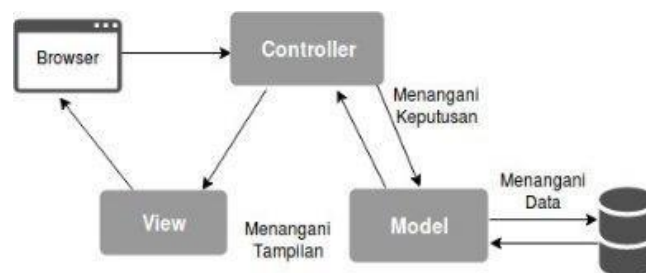 Browser
Controller
Menangani
Keputusan
View
Menangani
Tampilan
Model
Menangani
Data